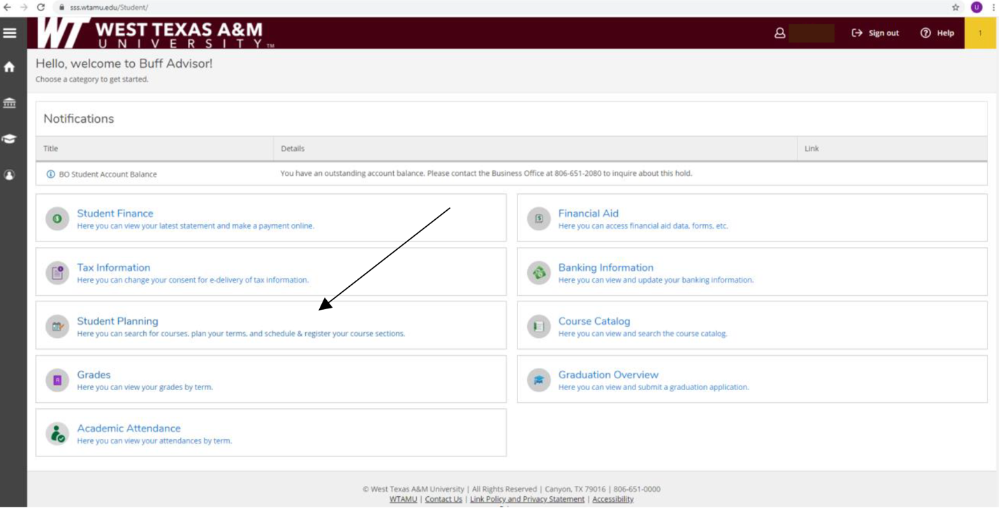 sss.wtamu.edu/Student/
U
WT WEST TEXAS A&M
UNIVERSITY TM
Sign out
Help
1
Hello, welcome to Buff Advisor!
Choose a category to get started.
Notifications
Title Details Link
BO Student Account Balance You have an outstanding account balance. Please contact the Business Office at 806-651-2080 to inquire about this hold.
Student Finance
Here you can view your latest statement and make a payment online.
Financial Aid
Here you can access financial aid data, forms, etc.
Tax Information
Here you can change your consent for e-delivery of tax information.
Banking Information
Here you can view and update your banking information.
Student Planning
Here you can search for courses, plan your terms, and schedule & register your course sections.
Course Catalog
Here you can view and search the course catalog.
Grades
Here you can view your grades by term.
Graduation Overview
Here you can view and submit a graduation application.
Academic Attendance
Here you can view your attendances by term.
© West Texas A&M University | All Rights Reserved | Canyon, TX 79016 | 806-651-0000
WTAMU | Contact Us | Link Policy and Privacy Statement | Accessibility